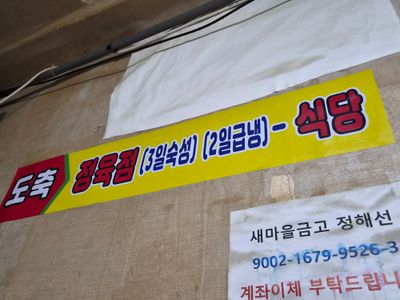 도축 정육점 (3일숙성) (2일급냉)- 식당
새마을금고 정해선
9002-1679-9526-3
계좌이체 부탁드립니